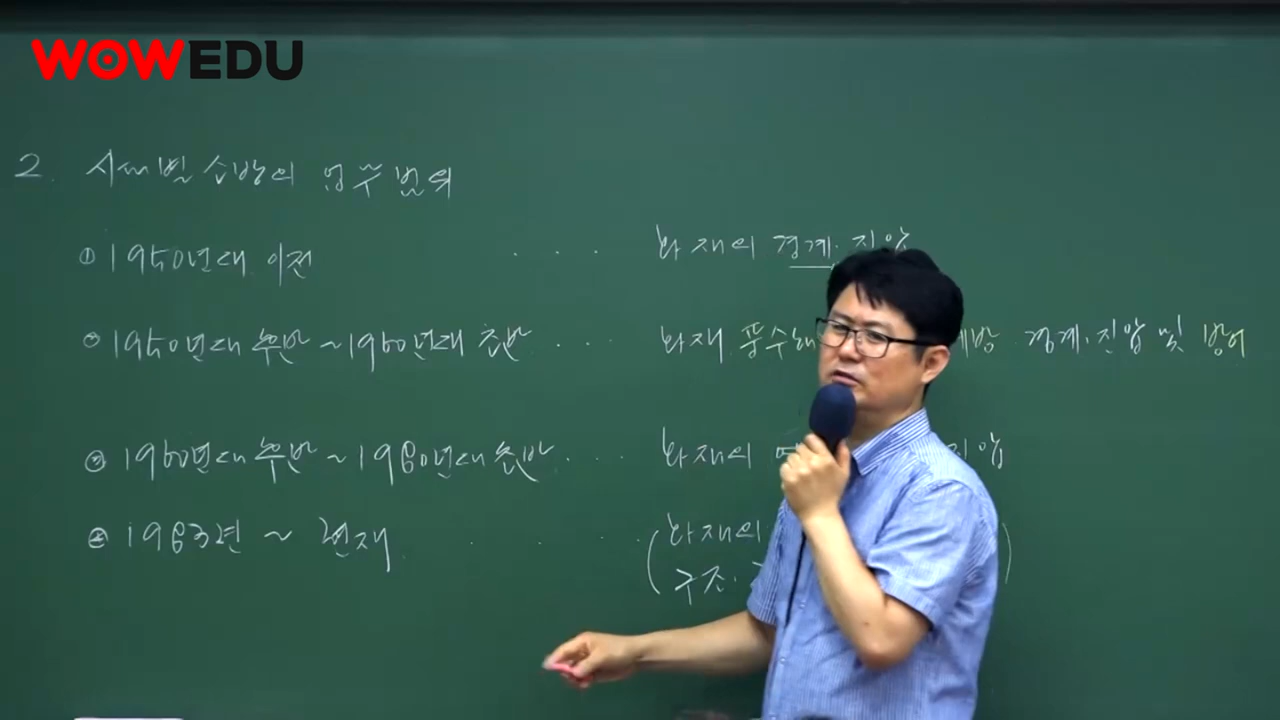 WOWEDU
2. 시대별 소방의 업무범위
① 1950년대 이전 ... 화재의 경계·진압
② 1950년대 후반 ~ 1960년대 초반 ... 화재 풍수해 예방 경계·진압 및 방어
③ 1960년대 후반 ~ 1980년대 초반 ... 화재의 진압
④ 1983년 ~ 현재 ... (화재의
구조· )